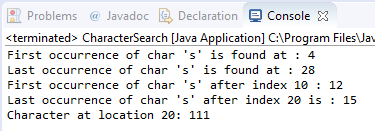 Problems @ Javadoc Declaration Console
<terminated> CharacterSearch [Java Application] C:\Program Files\Jav
First occurrence of char 's' is found at : 4
Last occurrence of char 's' is found at : 28
First occurrence of char 's' after index 10 : 12
Last occurrence of char 's' after index 20 is : 15
Character at location 20: 111